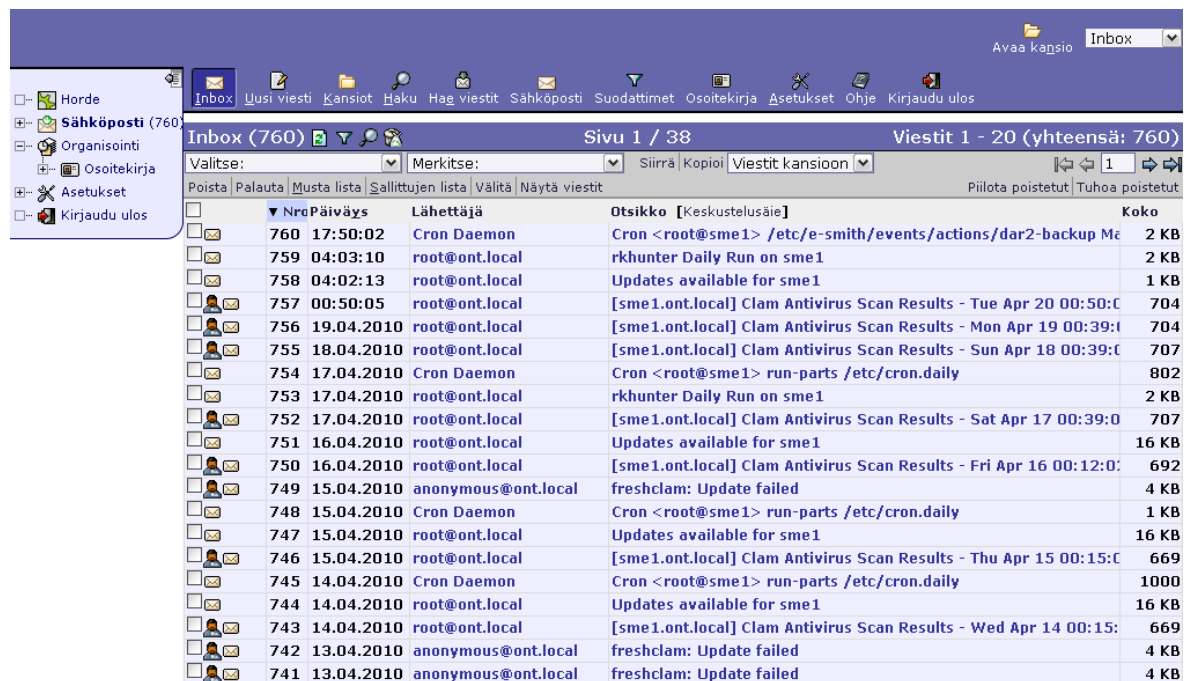 Avaa kansio Inbox
Inbox Uusi viesti Kansiot Haku Hae viestit Sähköposti Suodattimet Osoitekirja Asetukset Ohje Kirjaudu ulos
Horde
Sähköposti (760)
Organisointi
Osoitekirja
Asetukset
Kirjaudu ulos
Inbox (760) Sivu 1 / 38 Viestit 1 - 20 (yhteensä: 760)
Valitse: Merkitse: Siirrä Kopioi Viestit kansioon 1
Poista Palauta Musta lista Sallittujen lista Välitä Näytä viestit Piilota poistetut Tuhoa poistetut
Nro Päiväys Lähettäjä Otsikko [Keskustelusäie] Koko
760 17:50:02 Cron Daemon Cron <root@sme1> /etc/e-smith/events/actions/dar2-backup Ma 2 KB
759 04:03:10 root@ont.local rkhunter Daily Run on sme1 2 KB
758 04:02:13 root@ont.local Updates available for sme1 1 KB
757 00:50:05 root@ont.local [sme1.ont.local] Clam Antivirus Scan Results - Tue Apr 20 00:50:0 704
756 19.04.2010 root@ont.local [sme1.ont.local] Clam Antivirus Scan Results - Mon Apr 19 00:39: 704
755 18.04.2010 root@ont.local [sme1.ont.local] Clam Antivirus Scan Results - Sun Apr 18 00:39:0 707
754 17.04.2010 Cron Daemon Cron <root@sme1> run-parts /etc/cron.daily 802
753 17.04.2010 root@ont.local rkhunter Daily Run on sme1 2 KB
752 17.04.2010 root@ont.local [sme1.ont.local] Clam Antivirus Scan Results - Sat Apr 17 00:39:0 707
751 16.04.2010 root@ont.local Updates available for sme1 16 KB
750 16.04.2010 root@ont.local [sme1.ont.local] Clam Antivirus Scan Results - Fri Apr 16 00:12:0 692
749 15.04.2010 anonymous@ont.local freshclam: Update failed 4 KB
748 15.04.2010 Cron Daemon Cron <root@sme1> run-parts /etc/cron.daily 1 KB
747 15.04.2010 root@ont.local Updates available for sme1 16 KB
746 15.04.2010 root@ont.local [sme1.ont.local] Clam Antivirus Scan Results - Thu Apr 15 00:15:0 669
745 14.04.2010 Cron Daemon Cron <root@sme1> run-parts /etc/cron.daily 1000
744 14.04.2010 root@ont.local Updates available for sme1 16 KB
743 14.04.2010 root@ont.local [sme1.ont.local] Clam Antivirus Scan Results - Wed Apr 14 00:15: 669
742 13.04.2010 anonymous@ont.local freshclam: Update failed 4 KB
741 13.04.2010 anonymous@ont.local freshclam: Update failed 4 KB